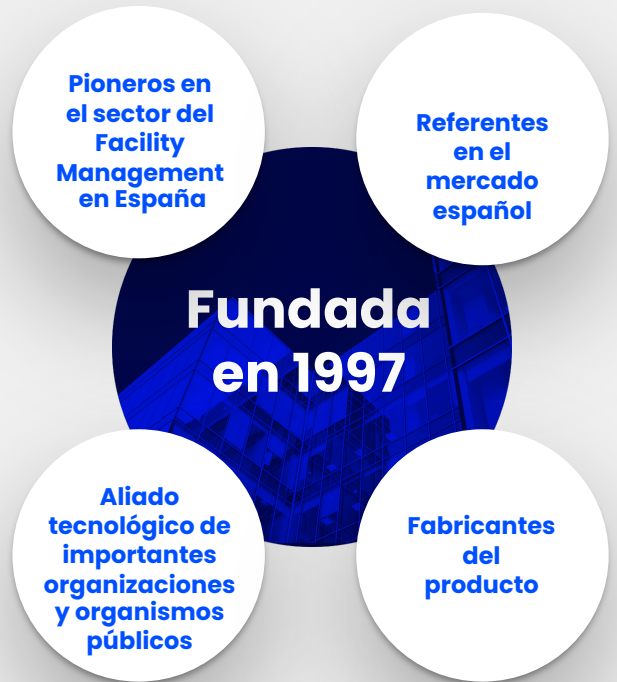 Pioneros en
el sector del
Facility
Management
en España
Referentes
en el
mercado
español
Fundada
en 1997
Aliado
tecnológico de
importantes
organizaciones
y organismos
públicos
Fabricantes
del
producto